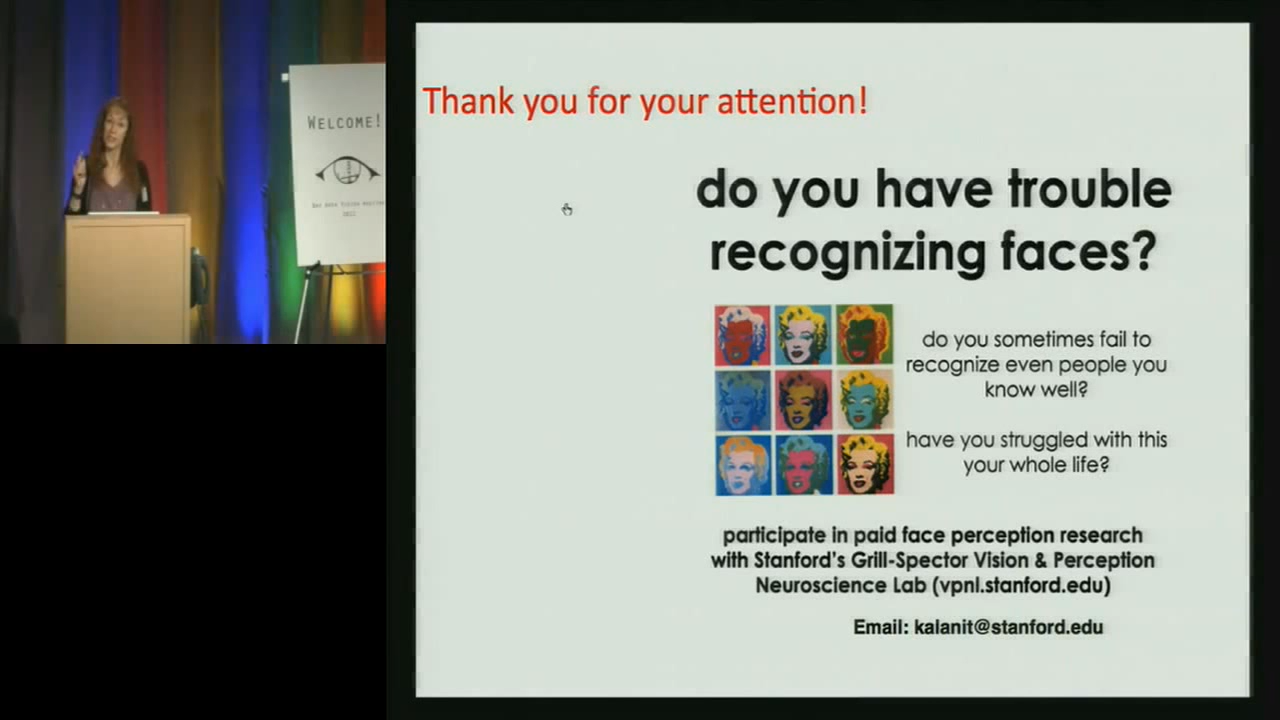 WELCOME!
Thank you for your attention!
do you have trouble
recognizing faces?
do you sometimes fail to
recognize even people you
know well?
have you struggled with this
your whole life?
participate in paid face perception research
with Stanford's Grill-Spector Vision & Perception
Neuroscience Lab (vpnl.stanford.edu)
Email: kalanit@stanford.edu